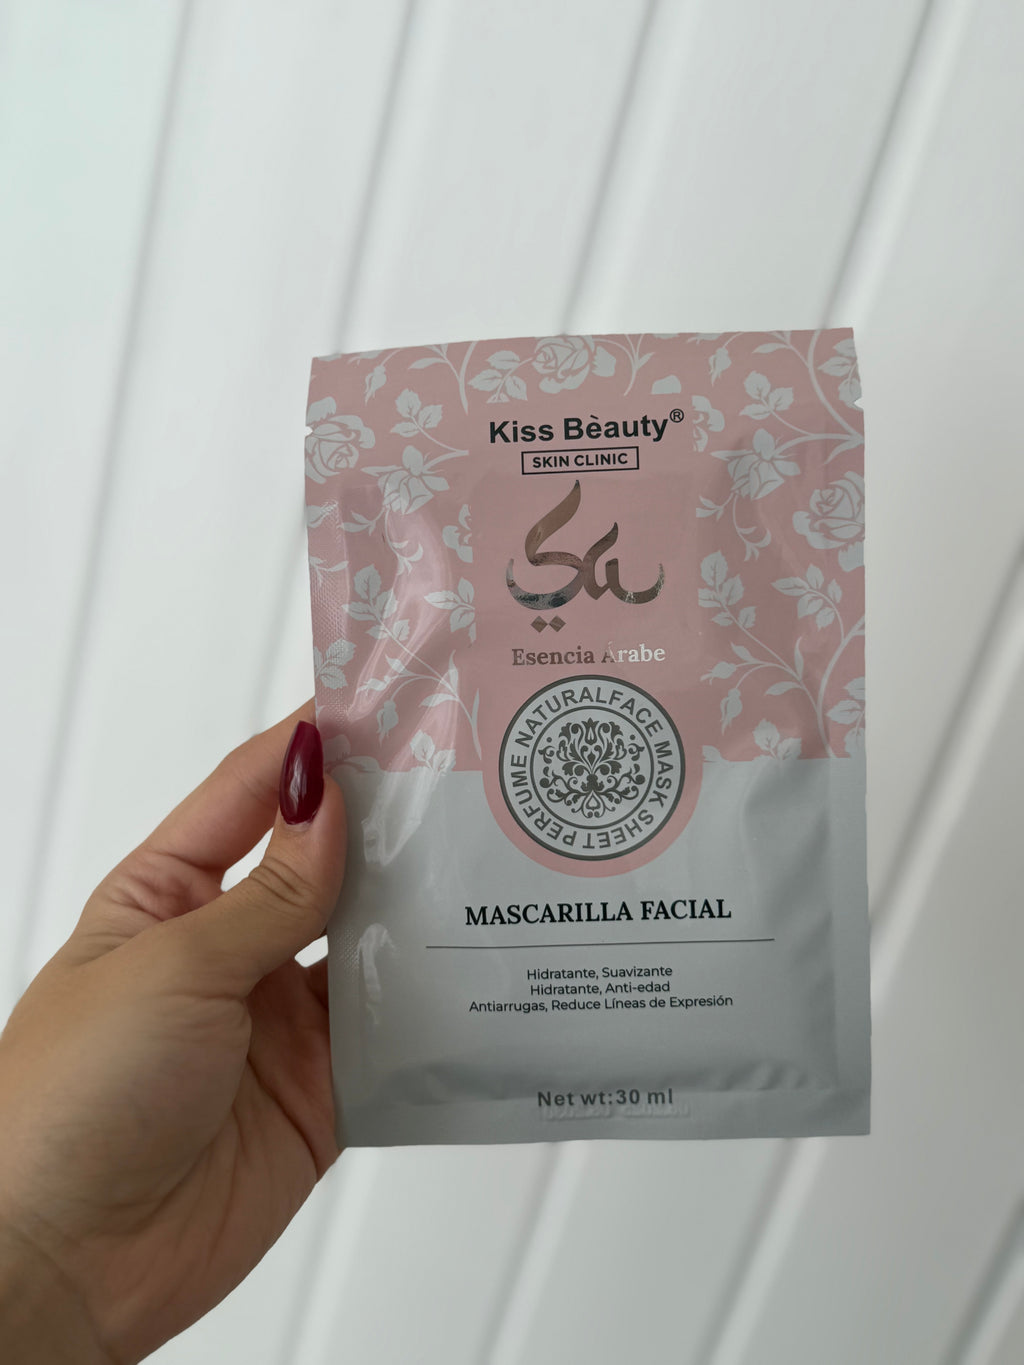 Kiss Bèauty®
SKIN CLINIC
Esencia Árabe
PERFUME NATURALFACE MASK SHEET
MASCARILLA FACIAL
Hidratante, Suavizante
Hidratante, Anti-edad
Antiarrugas, Reduce Líneas de Expresión
Net wt:30 ml